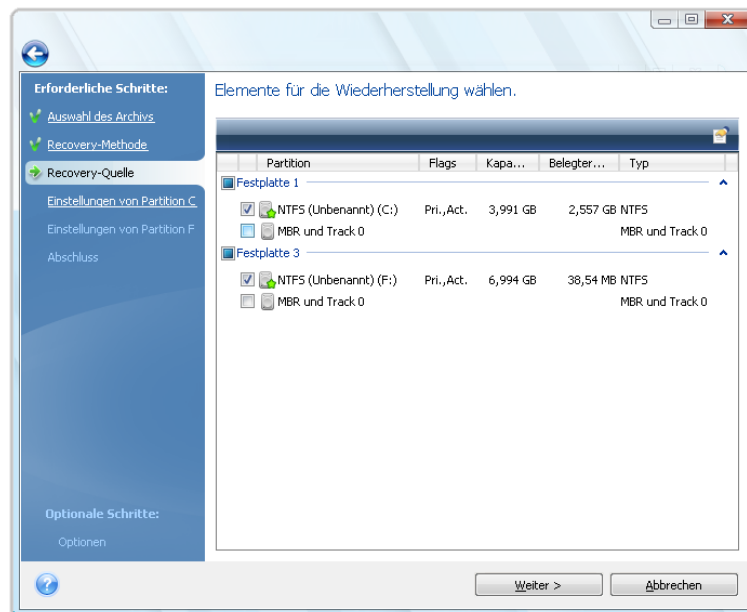 Erforderliche Schritte:
Auswahl des Archivs
Recovery-Methode
Recovery-Quelle
Einstellungen von Partition C
Einstellungen von Partition F
Abschluss
Optionale Schritte:
Optionen
Elemente für die Wiederherstellung wählen.
Partition Flags Kapa... Belegter... Typ
Festplatte 1
NTFS (Unbenannt) (C:) Pri.,Act. 3,991 GB 2,557 GB NTFS
MBR und Track 0 MBR und Track 0
Festplatte 3
NTFS (Unbenannt) (F:) Pri.,Act. 6,994 GB 38,54 MB NTFS
MBR und Track 0 MBR und Track 0
Weiter > Abbrechen